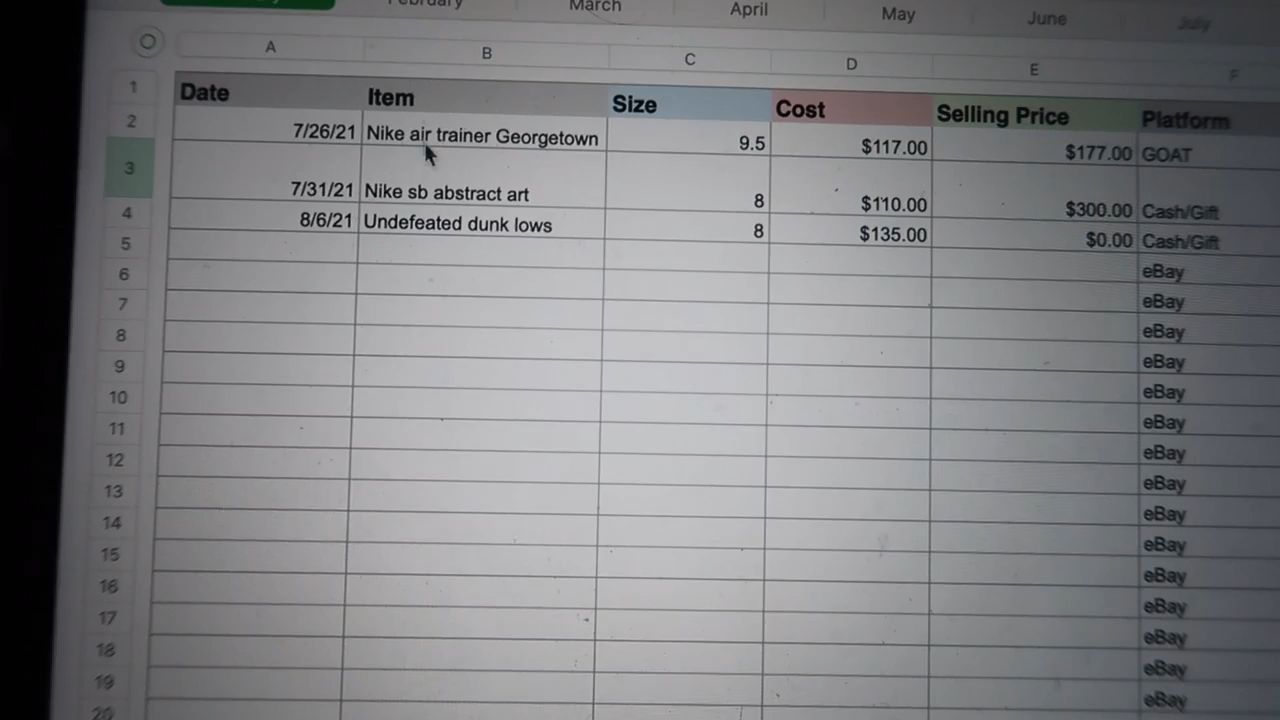 February March April May June July
A B C D E F
1 Date Item Size Cost Selling Price Platform
2 7/26/21 Nike air trainer Georgetown 9.5 $117.00 $177.00 GOAT
3 7/31/21 Nike sb abstract art 8 $110.00 $300.00 Cash/Gift
4 8/6/21 Undefeated dunk lows 8 $135.00 $0.00 Cash/Gift
5 eBay
6 eBay
7 eBay
8 eBay
9 eBay
10 eBay
11 eBay
12 eBay
13 eBay
14 eBay
15 eBay
16 eBay
17 eBay
18 eBay
19 eBay
20